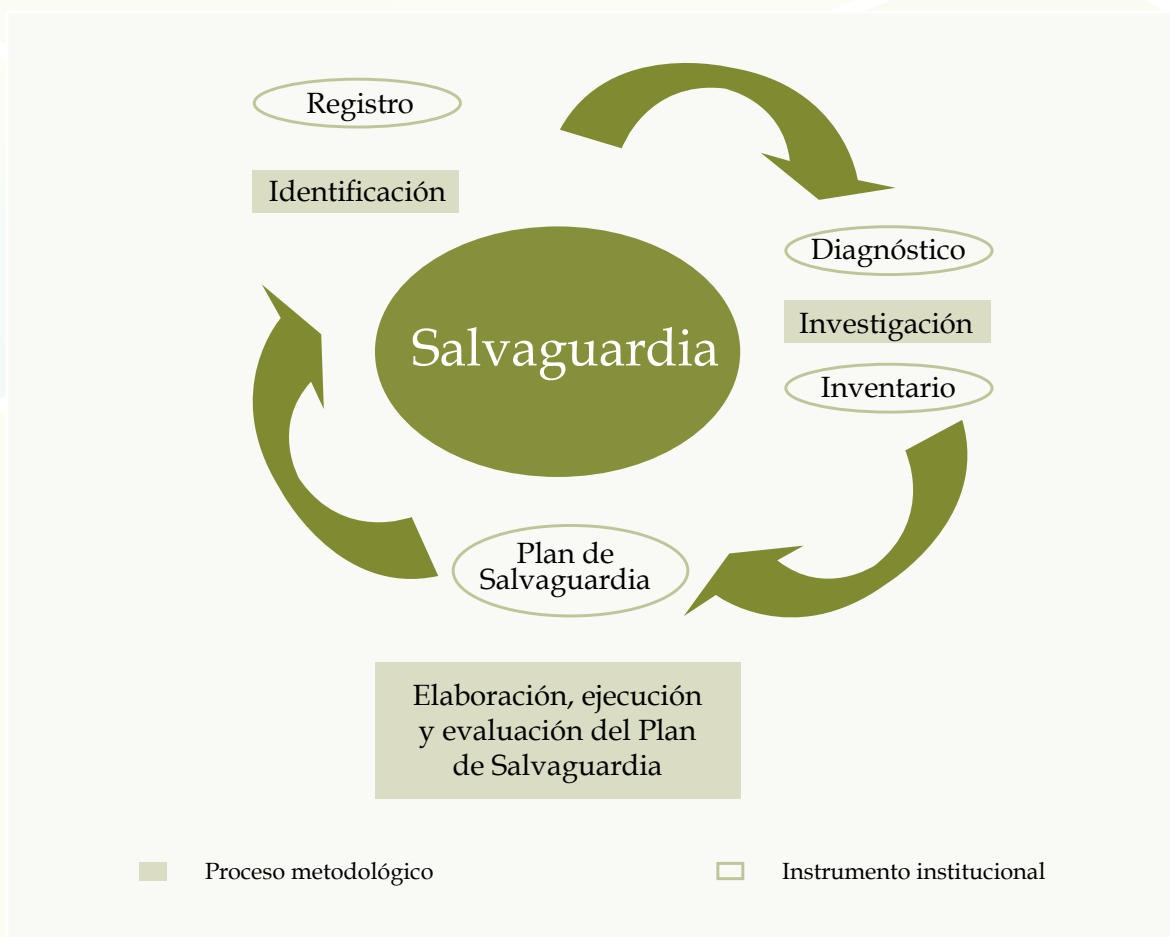 Registro
Identificación
Diagnóstico
Investigación
Inventario
Salvaguardia
Plan de
Salvaguardia
Elaboración, ejecución
y evaluación del Plan
de Salvaguardia
Proceso metodológico
Instrumento institucional